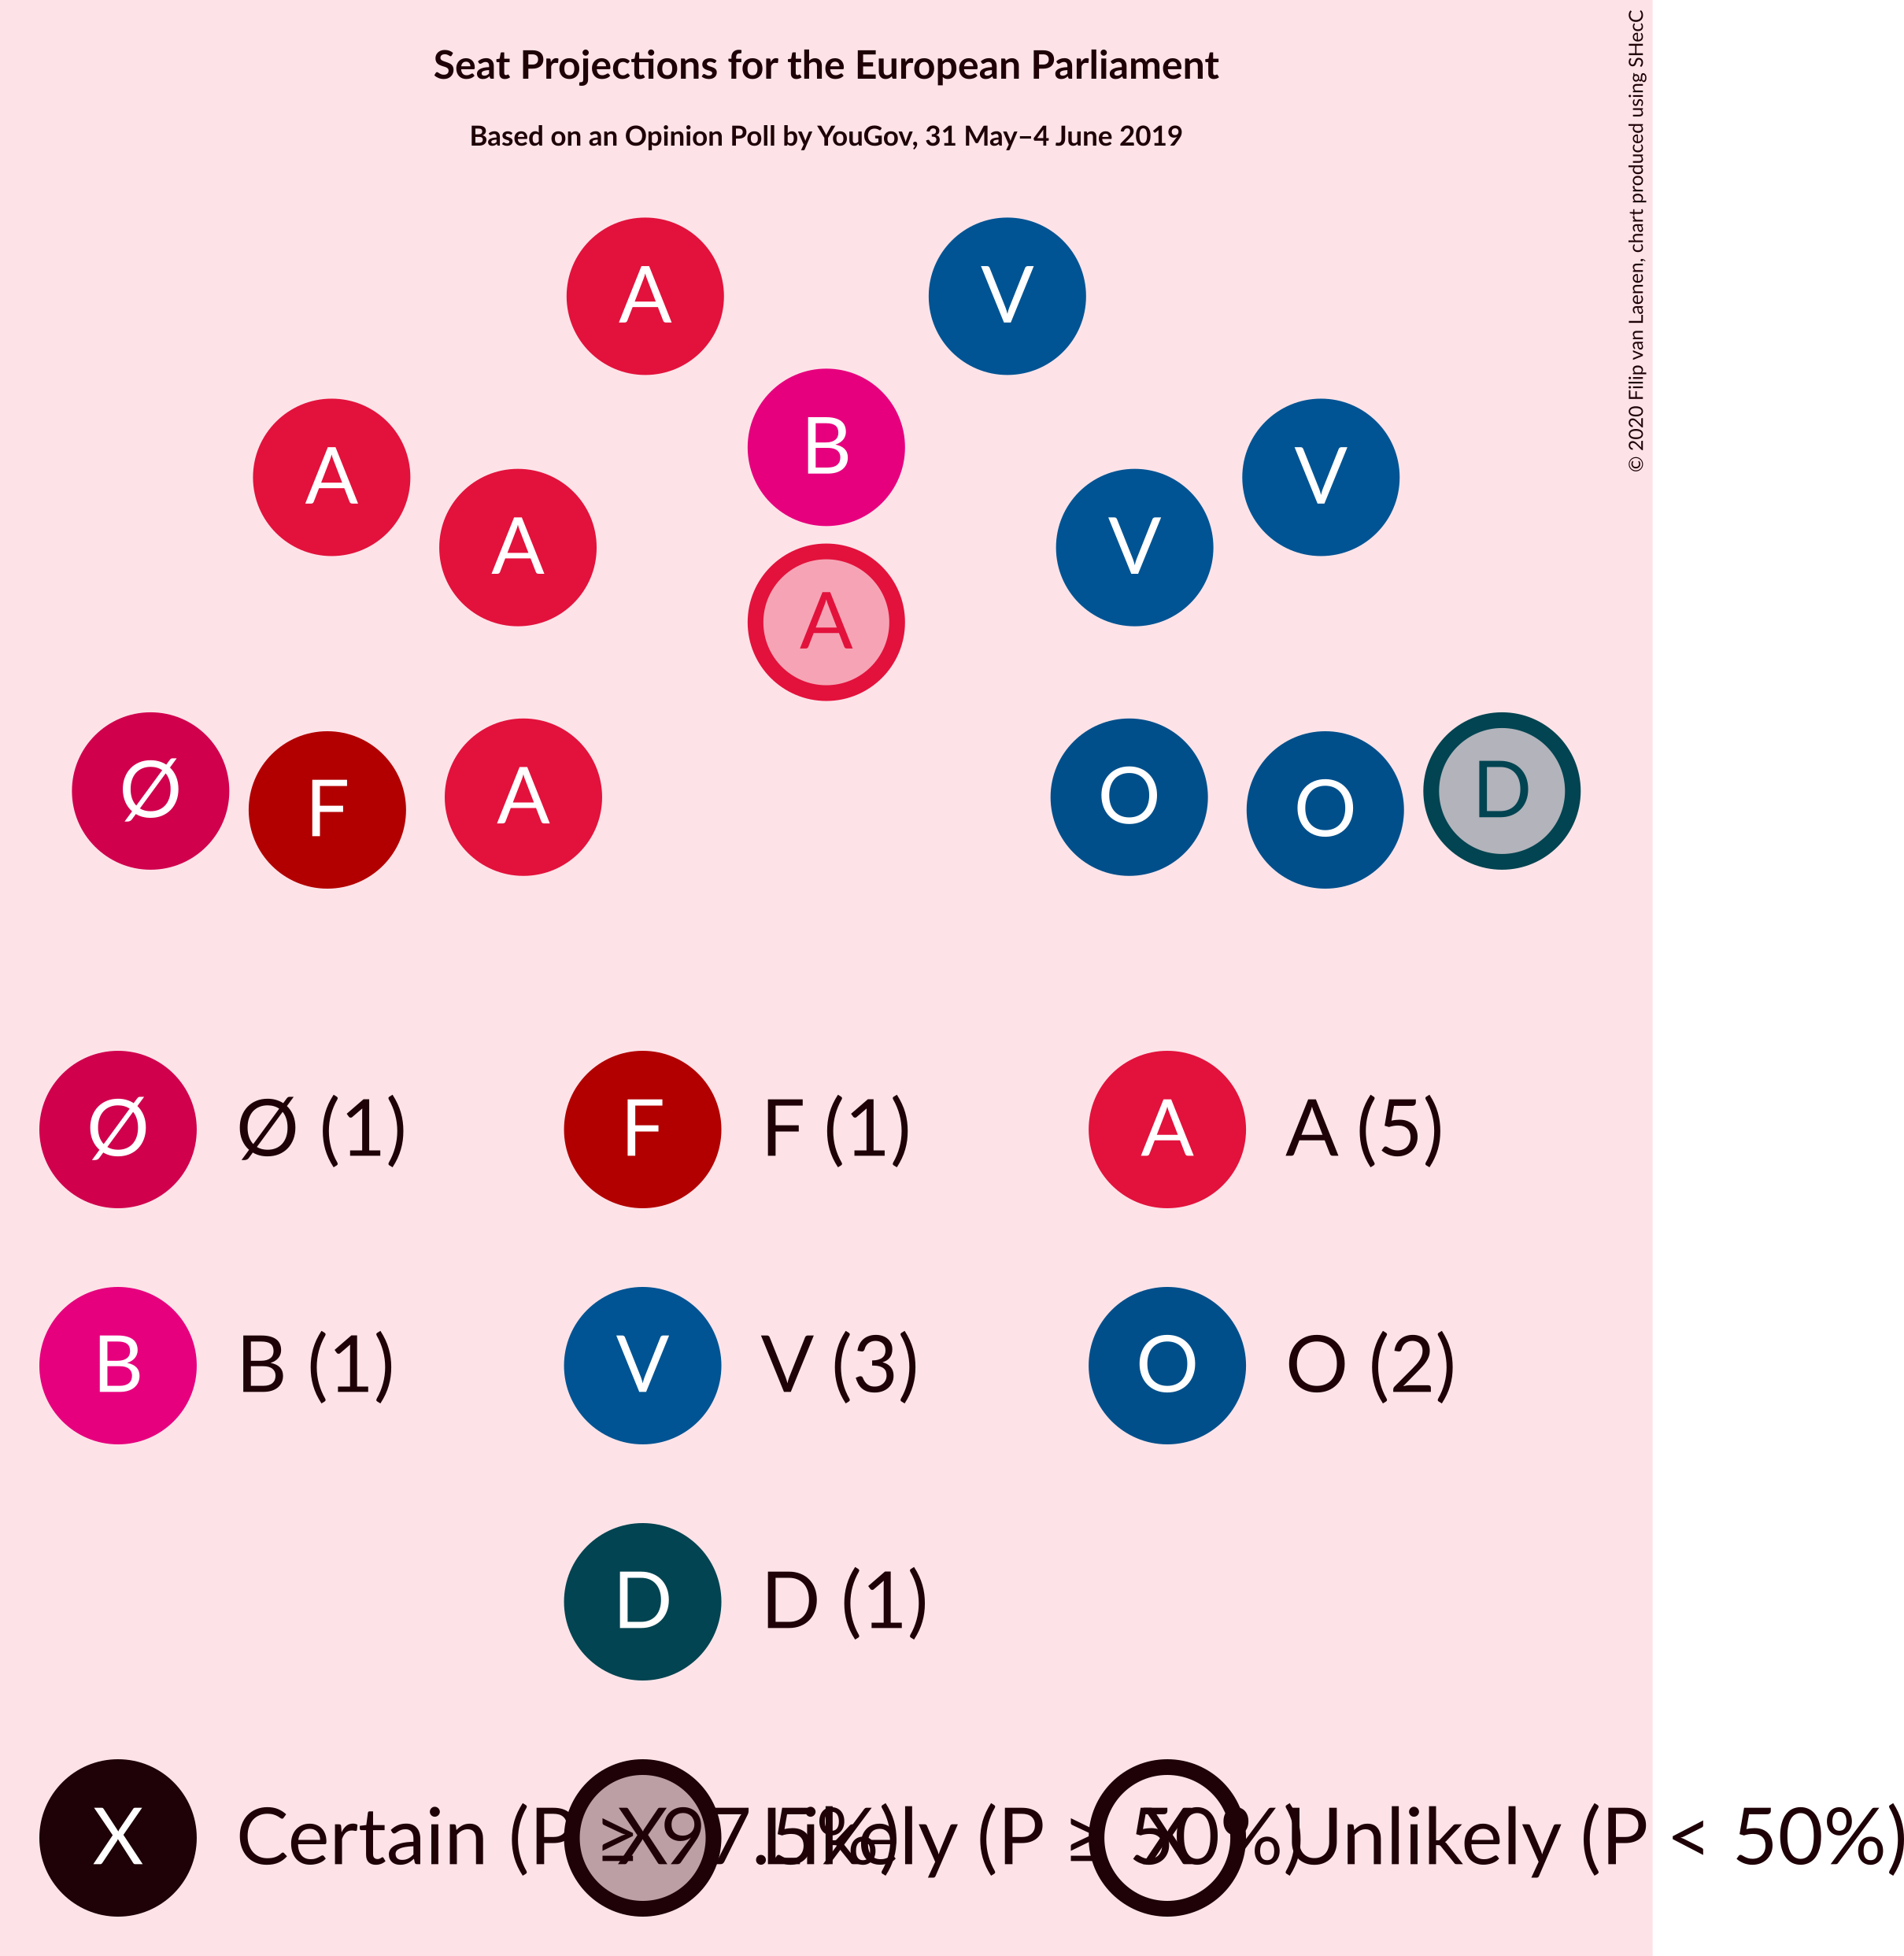 Seat Projections for the European Parliament
Based on an Opinion Poll by YouGov, 31 May–4 June 2019
© 2020 Filip van Laenen, chart produced using SHecC
A V
B
A V
A V
A
Ø F A O O D
Ø Ø (1) F F (1) A A (5)
B B (1) V V (3) O O (2)
D D (1)
X Certain (P ≥ 97.5%) X Likely (P ≥ 50%) X Unlikely (P < 50%)